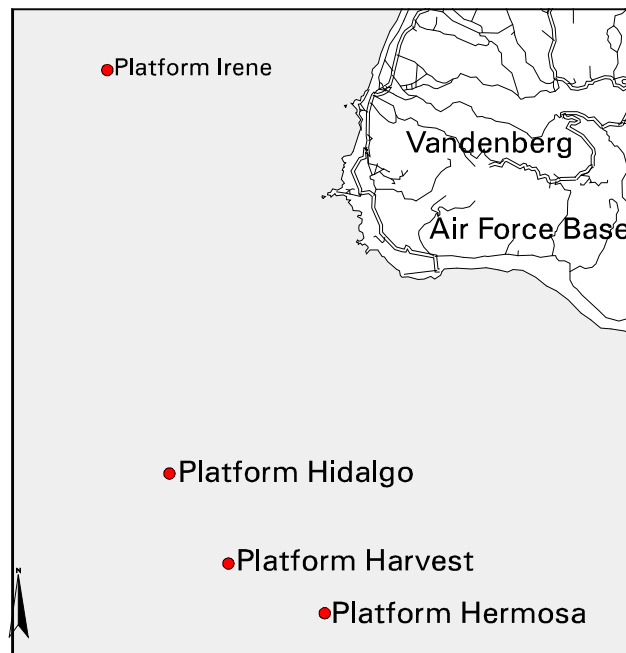 Platform Irene
Vandenberg
Air Force Base
Platform Hidalgo
Platform Harvest
Platform Hermosa
N